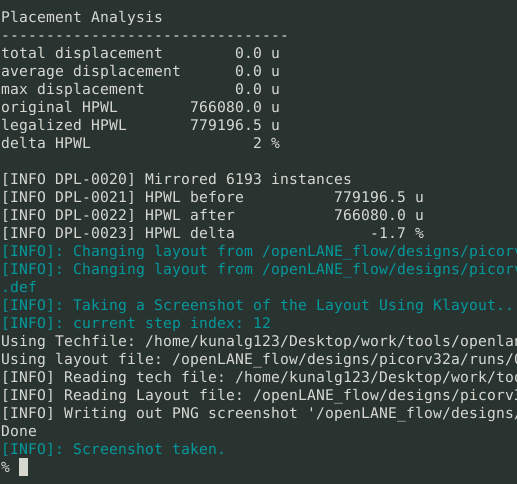 Placement Analysis
--------------------------------
total displacement        0.0 u
average displacement      0.0 u
max displacement          0.0 u
original HPWL        766080.0 u
legalized HPWL       779196.5 u
delta HPWL                  2 %
[INFO DPL-0020] Mirrored 6193 instances
[INFO DPL-0021] HPWL before          779196.5 u
[INFO DPL-0022] HPWL after           766080.0 u
[INFO DPL-0023] HPWL delta               -1.7 %
[INFO]: Changing layout from /openLANE_flow/designs/picorv
[INFO]: Changing layout from /openLANE_flow/designs/picorv
.def
[INFO]: Taking a Screenshot of the Layout Using Klayout..
[INFO]: current step index: 12
Using Techfile: /home/kunalg123/Desktop/work/tools/openlan
Using layout file: /openLANE_flow/designs/picorv32a/runs/
[INFO] Reading tech file: /home/kunalg123/Desktop/work/too
[INFO] Reading Layout file: /openLANE_flow/designs/picorv
[INFO] Writing out PNG screenshot '/openLANE_flow/designs/
Done
[INFO]: Screenshot taken.
%